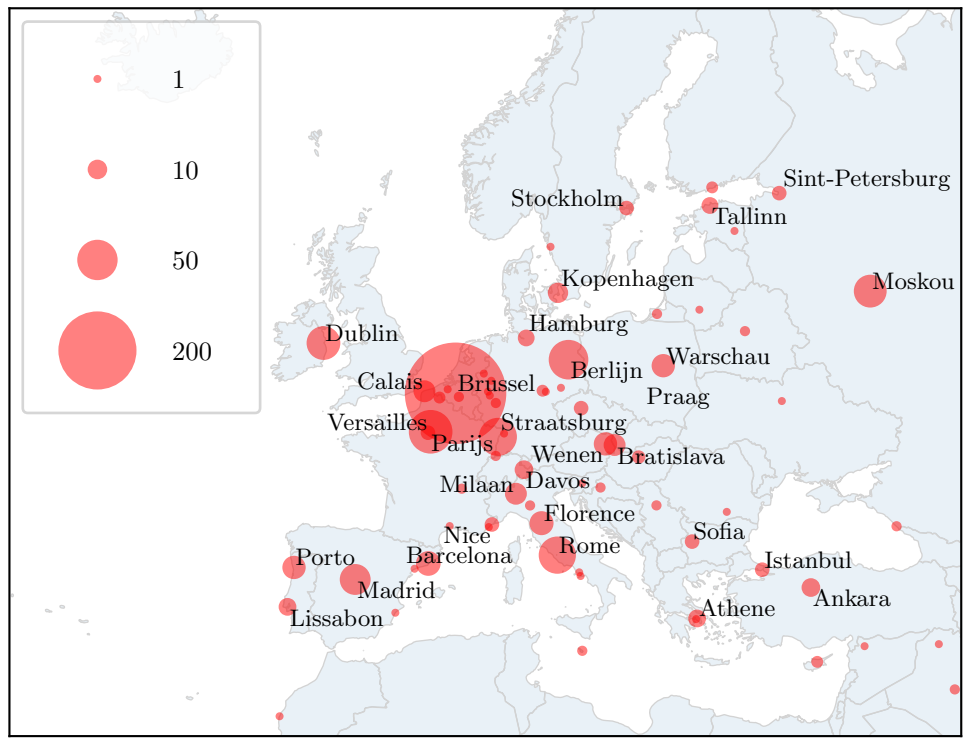 1
10
50
200
Sint-Petersburg
Stockholm
Tallinn
Kopenhagen
Moskou
Hamburg
Dublin
Warschau
Berlijn
Calais
Brussel
Praag
Versailles
Straatsburg
Parijs
Wenen
Bratislava
Milaan
Davos
Florence
Nice
Sofia
Rome
Barcelona
Porto
Istanbul
Madrid
Ankara
Athene
Lissabon